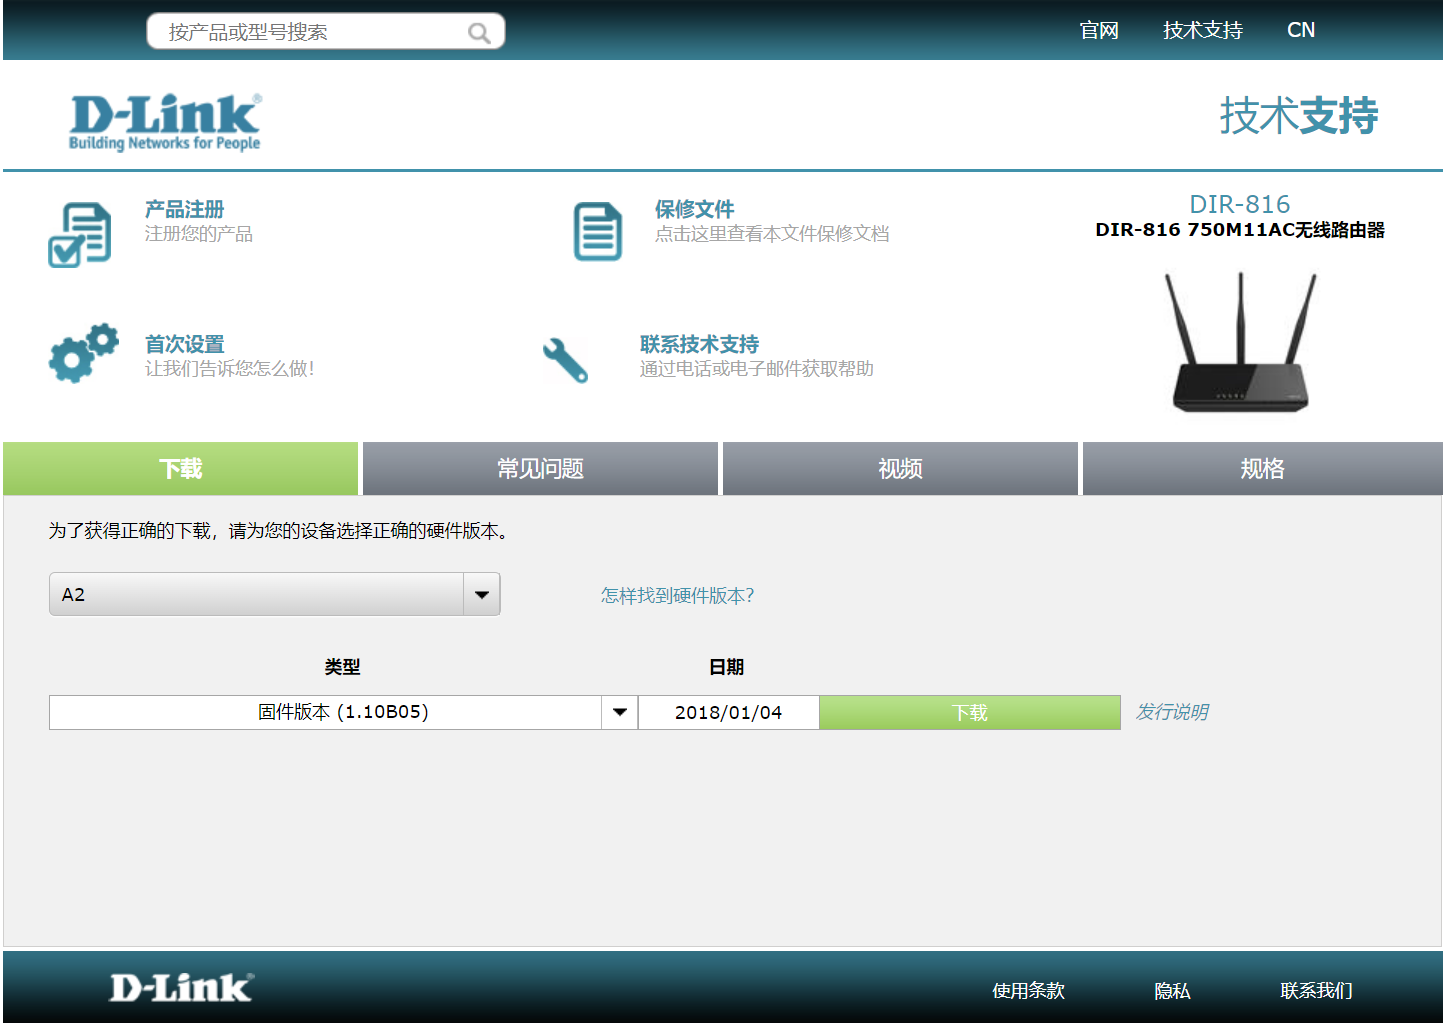 按产品或型号搜索
官网
技术支持
CN
D-Link®
Building Networks for People
技术支持
产品注册
注册您的产品
保修文件
点击这里查看本文件保修文档
首次设置
让我们告诉您怎么做!
联系技术支持
通过电话或电子邮件获取帮助
DIR-816
DIR-816 750M11AC无线路由器
下载
常见问题
视频
规格
为了获得正确的下载，请为您的设备选择正确的硬件版本。
A2
怎样找到硬件版本?
类型
日期
固件版本 (1.10B05)
2018/01/04
下载
发行说明
D-Link®
使用条款
隐私
联系我们